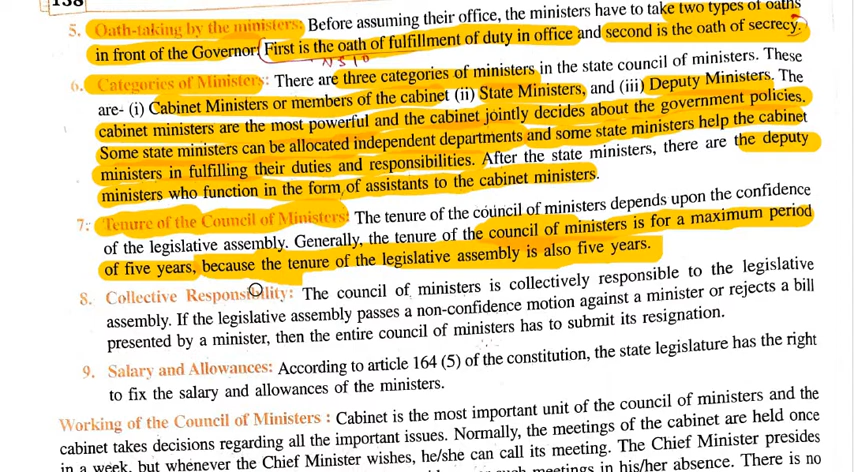 138
5. Oath-taking by the ministers: Before assuming their office, the ministers have to take two types of oaths
in front of the Governor. First is the oath of fulfillment of duty in office and second is the oath of secrecy.
6. Categories of Ministers: There are three categories of ministers in the state council of ministers. These
are- (i) Cabinet Ministers or members of the cabinet (ii) State Ministers, and (iii) Deputy Ministers. The
cabinet ministers are the most powerful and the cabinet jointly decides about the government policies.
Some state ministers can be allocated independent departments and some state ministers help the cabinet
ministers in fulfilling their duties and responsibilities. After the state ministers, there are the deputy
ministers who function in the form of assistants to the cabinet ministers.
7. Tenure of the Council of Ministers: The tenure of the council of ministers depends upon the confidence
of the legislative assembly. Generally, the tenure of the council of ministers is for a maximum period
of five years, because the tenure of the legislative assembly is also five years.
8. Collective Responsibility: The council of ministers is collectively responsible to the legislative
assembly. If the legislative assembly passes a non-confidence motion against a minister or rejects a bill
presented by a minister, then the entire council of ministers has to submit its resignation.
9. Salary and Allowances: According to article 164 (5) of the constitution, the state legislature has the right
to fix the salary and allowances of the ministers.
Working of the Council of Ministers : Cabinet is the most important unit of the council of ministers and the
cabinet takes decisions regarding all the important issues. Normally, the meetings of the cabinet are held once
in a week, but whenever the Chief Minister wishes, he/she can call its meeting. The Chief Minister presides
meetings in his/her absence. There is no